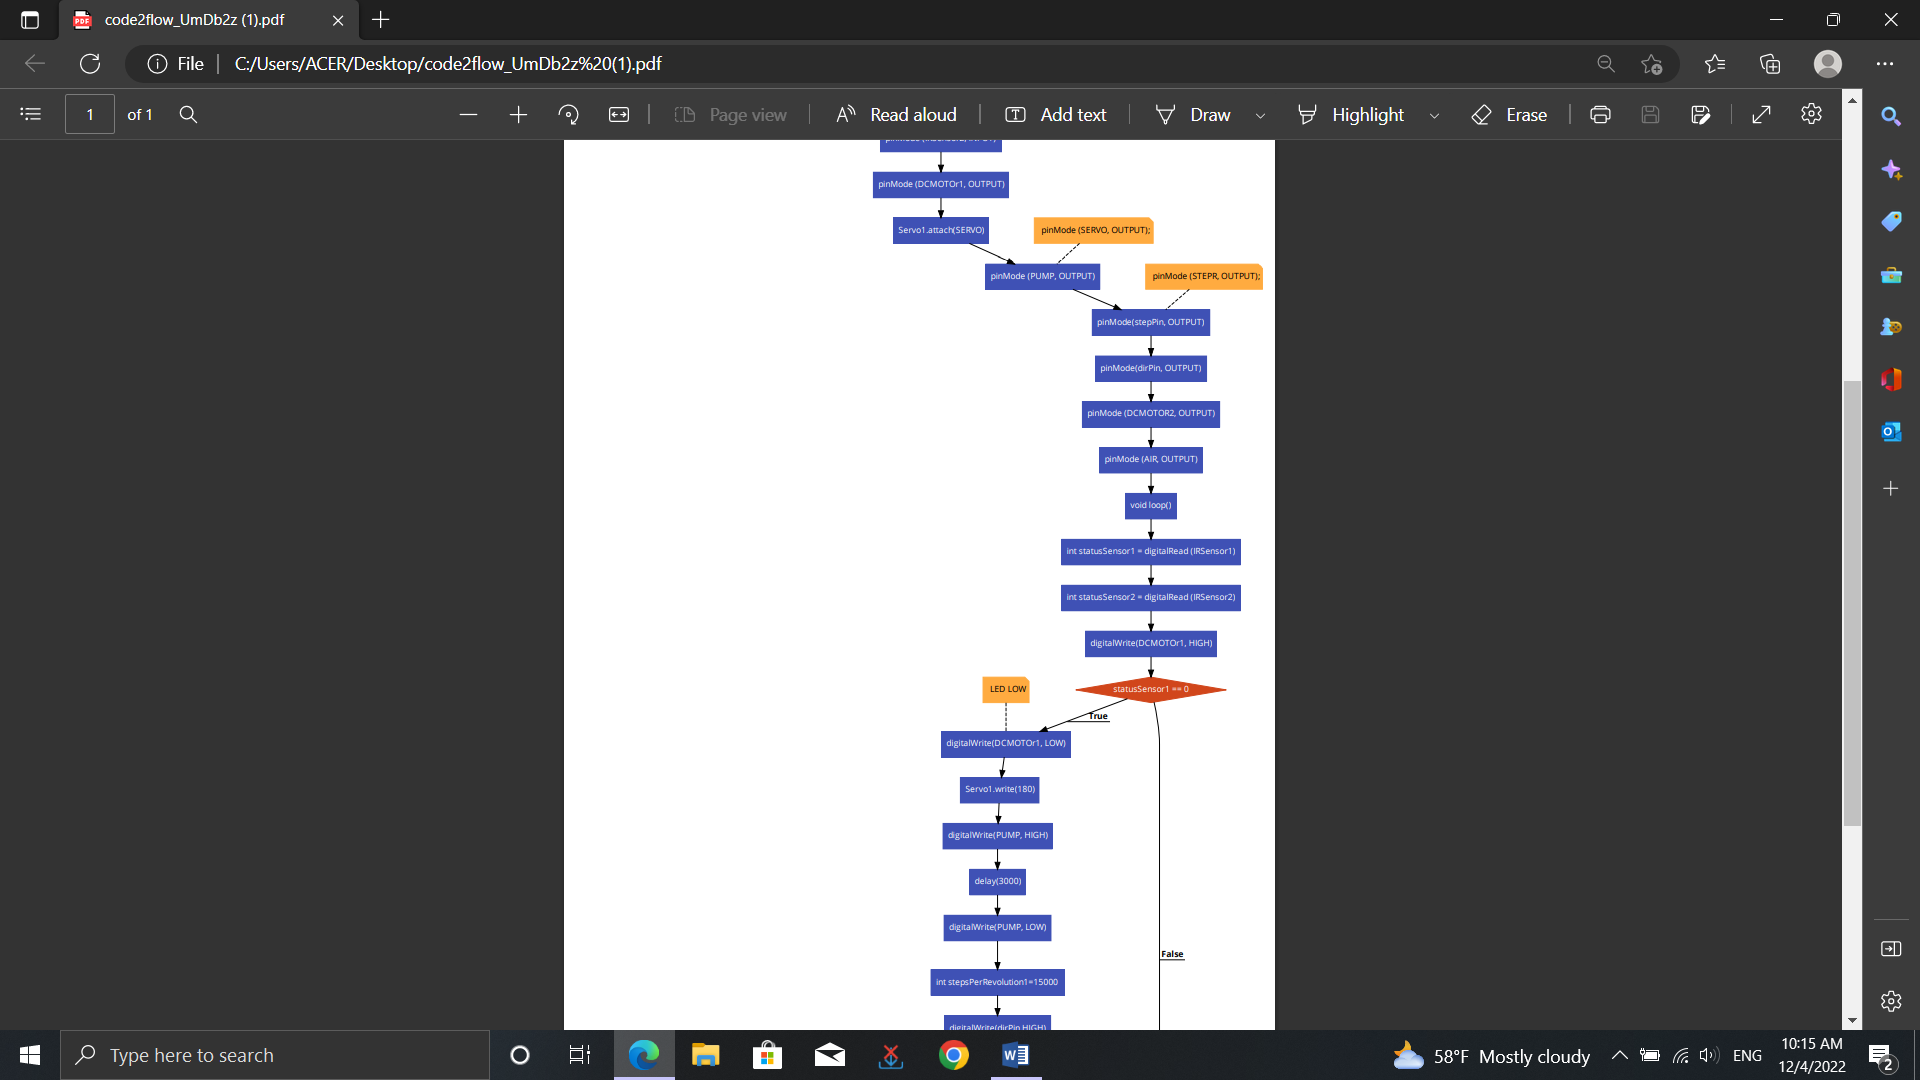 code2flow_UmDb2z (1).pdf
File
C:/Users/ACER/Desktop/code2flow_UmDb2z%20(1).pdf
1 of 1
Page view
Read aloud
Add text
Draw
Highlight
Erase
pinMode (DCMOTOr1, OUTPUT)
Servo1.attach(SERVO)
pinMode (SERVO, OUTPUT);
pinMode (PUMP, OUTPUT)
pinMode (STEPR, OUTPUT);
pinMode(stepPin, OUTPUT)
pinMode(dirPin, OUTPUT)
pinMode (DCMOTOR2, OUTPUT)
pinMode (AIR, OUTPUT)
void loop()
int statusSensor1 = digitalRead (IRSensor1)
int statusSensor2 = digitalRead (IRSensor2)
digitalWrite(DCMOTOr1, HIGH)
LED LOW
statusSensor1 == 0
True
digitalWrite(DCMOTOr1, LOW)
Servo1.write(180)
digitalWrite(PUMP, HIGH)
delay(3000)
digitalWrite(PUMP, LOW)
False
int stepsPerRevolution1=15000
digitalWrite(dirPin,HIGH)
Type here to search
58°F Mostly cloudy
ENG
10:15 AM
12/4/2022
2